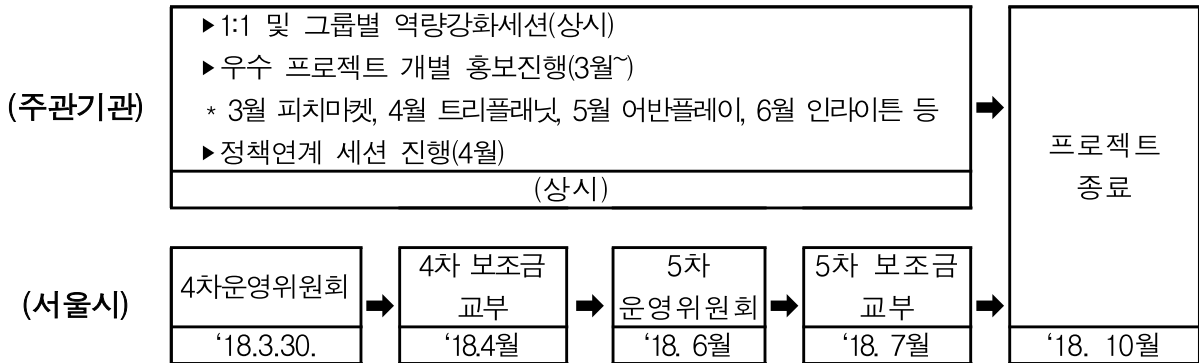 (주관기관)
▸1:1 및 그룹별 역량강화세션(상시)
▸우수 프로젝트 개별 홍보진행(3월~)
* 3월 피치마켓, 4월 트리플래닛, 5월 어반플레이, 6월 인라이튼 등
▸정책연계 세션 진행(4월)
(상시)
➡
프로젝트
종료
(서울시)
4차운영위원회
‘18.3.30.
➡
4차 보조금
교부
‘18.4월
➡
5차
운영위원회
‘18. 6월
➡
5차 보조금
교부
‘18. 7월
➡
‘18. 10월